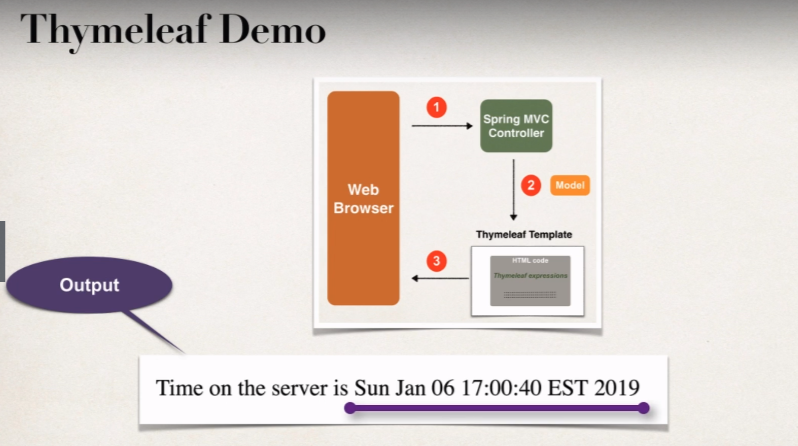 Thymeleaf Demo
1
Spring MVC
Controller
Web
Browser
2
Model
Thymeleaf Template
3
HTML code
Thymeleaf expressions
Output
Time on the server is Sun Jan 06 17:00:40 EST 2019